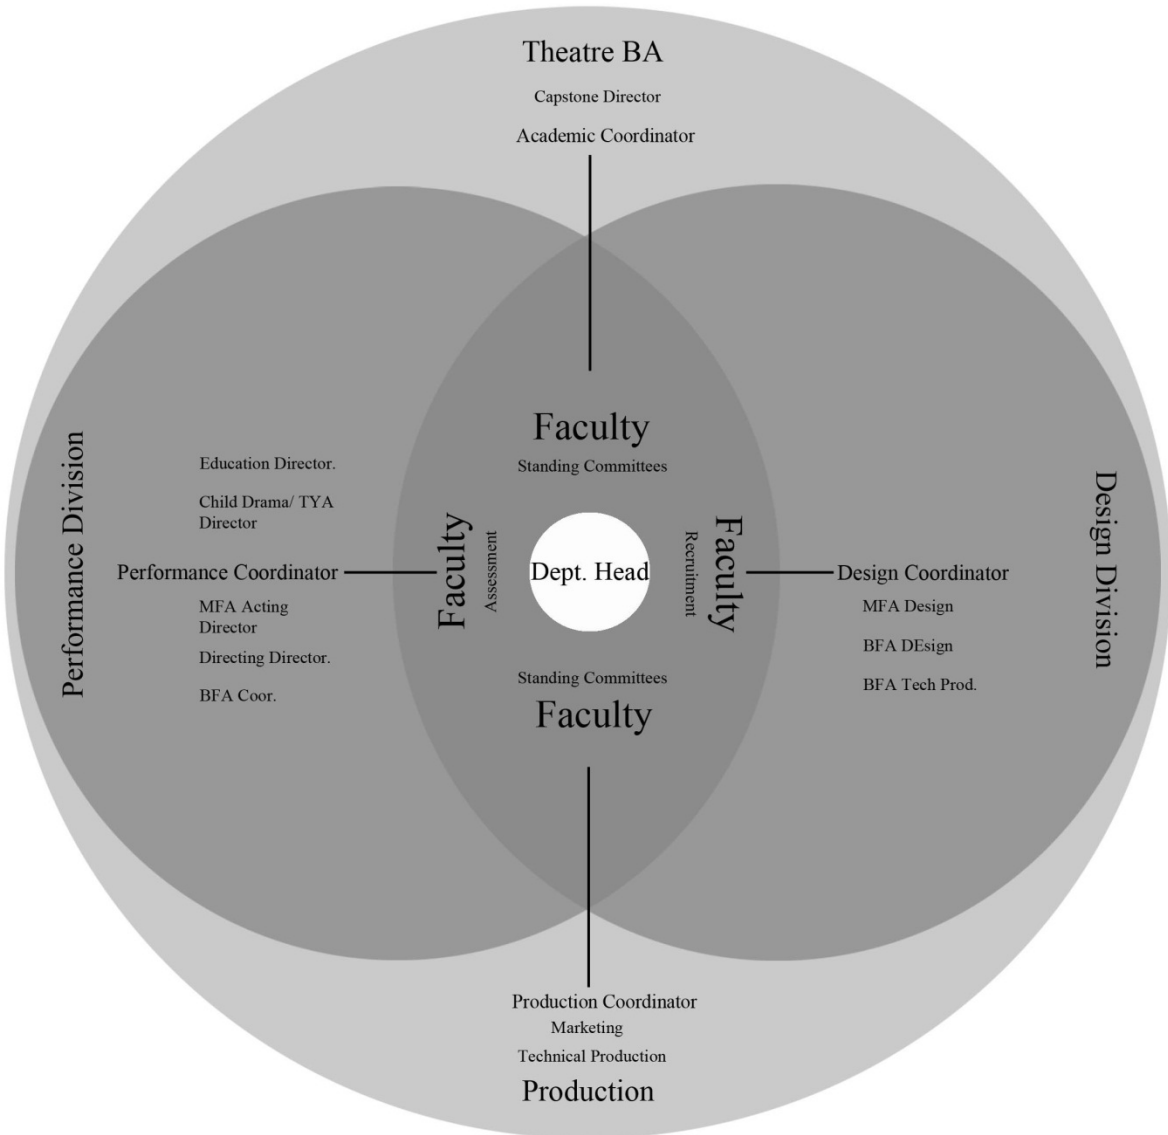 Theatre BA
Capstone Director
Academic Coordinator
Performance Division
Education Director.
Child Drama/ TYA
Director
Performance Coordinator
MFA Acting
Director
Directing Director.
BFA Coor.
Faculty
Standing Committees
Faculty
Assessment
Dept. Head
Recruitment
Faculty
Standing Committees
Faculty
Design Coordinator
MFA Design
BFA DEsign
BFA Tech Prod.
Design Division
Production Coordinator
Marketing
Technical Production
Production